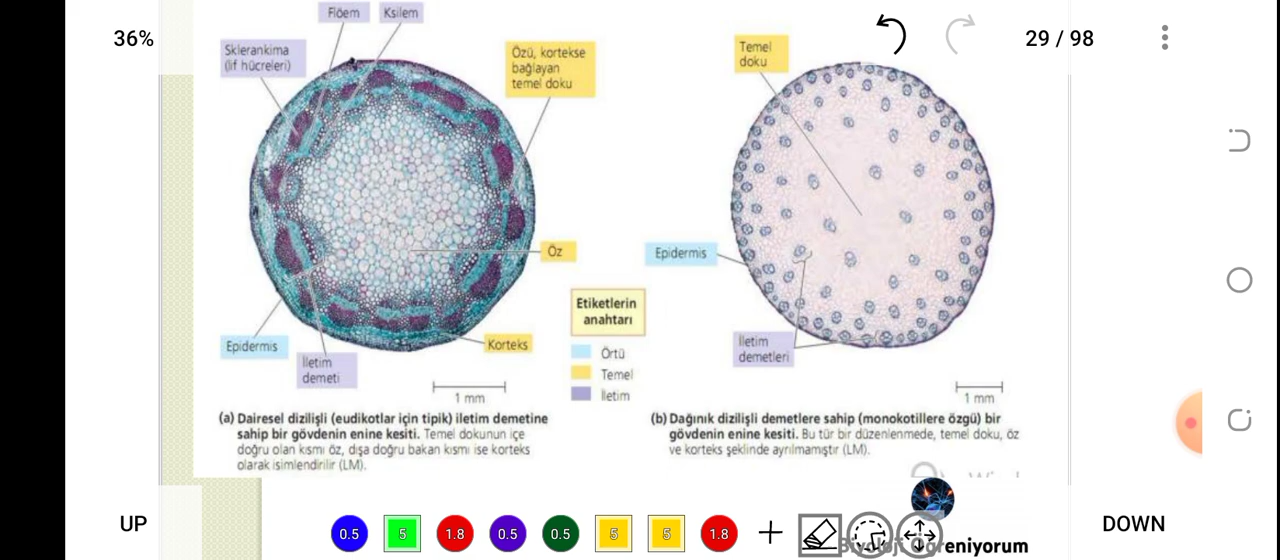 36%
29 / 98
Flöem
Ksilem
Sklerankima
(lif hücreleri)
Özü, kortekse
bağlayan
temel doku
Öz
Epidermis
İletim
demeti
Korteks
1 mm
Etiketlerin
anahtarı
Örtü
Temel
İletim
Temel
doku
Epidermis
İletim
demetleri
1 mm
(a) Dairesel dizilişli (eudikotlar için tipik) iletim demetine
sahip bir gövdenin enine kesiti. Temel dokunun içe
doğru olan kısmı öz, dışa doğru bakan kısmı ise korteks
olarak isimlendirilir (LM).
(b) Dağınık dizilişli demetlere sahip (monokotillere özgü) bir
gövdenin enine kesiti. Bu tür bir düzenlenmede, temel doku, öz
ve korteks şeklinde ayrılmamıştır (LM).
UP
0.5
5
1.8
0.5
0.5
5
5
1.8
DOWN